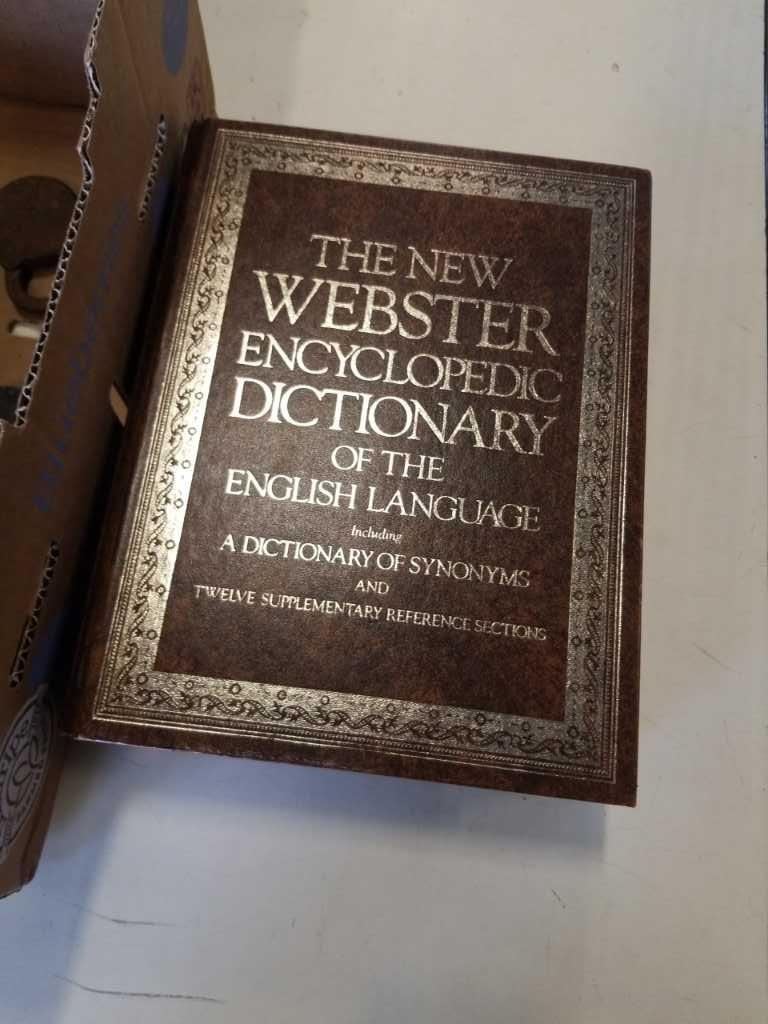 THE NEW
WEBSTER
ENCYCLOPEDIC
DICTIONARY
OF THE
ENGLISH LANGUAGE
Including
A DICTIONARY OF SYNONYMS
AND
TWELVE SUPPLEMENTARY REFERENCE SECTIONS